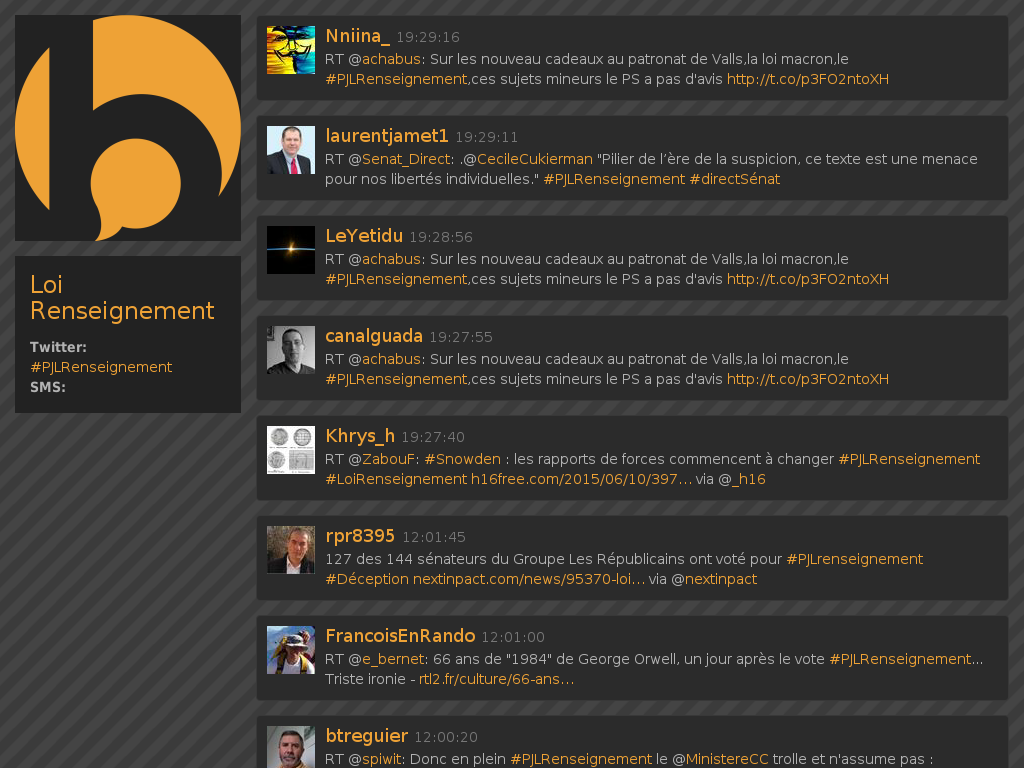 Loi
Renseignement
Twitter:
#PJLRenseignement
SMS:
Nniina_ 19:29:16
RT @achabus: Sur les nouveau cadeaux au patronat de Valls,la loi macron,le
#PJLRenseignement,ces sujets mineurs le PS a pas d'avis http://t.co/p3FO2ntoXH
laurentjamet1 19:29:11
RT @Senat_Direct: .@CecileCukierman "Pilier de l’ère de la suspicion, ce texte est une menace
pour nos libertés individuelles." #PJLRenseignement #directSénat
LeYetidu 19:28:56
RT @achabus: Sur les nouveau cadeaux au patronat de Valls,la loi macron,le
#PJLRenseignement,ces sujets mineurs le PS a pas d'avis http://t.co/p3FO2ntoXH
canalguada 19:27:55
RT @achabus: Sur les nouveau cadeaux au patronat de Valls,la loi macron,le
#PJLRenseignement,ces sujets mineurs le PS a pas d'avis http://t.co/p3FO2ntoXH
Khrys_h 19:27:40
RT @ZabouF: #Snowden : les rapports de forces commencent à changer #PJLRenseignement
#LoiRenseignement h16free.com/2015/06/10/397… via @_h16
rpr8395 12:01:45
127 des 144 sénateurs du Groupe Les Républicains ont voté pour #PJLrenseignement
#Déception nextinpact.com/news/95370-loi… via @nextinpact
FrancoisEnRando 12:01:00
RT @e_bernet: 66 ans de "1984" de George Orwell, un jour après le vote #PJLRenseignement...
Triste ironie - rtl2.fr/culture/66-ans…
btreguier 12:00:20
RT @spiwit: Donc en plein #PJLRenseignement le @MinistereCC trolle et n'assume pas :